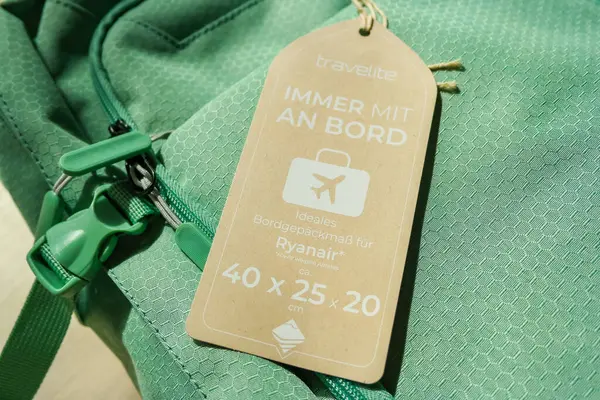 travelite
IMMER MIT
AN BORD
Ideales
Bordgepäckmaß für
Ryanair*
ca.
40 x 25 x 20
cm